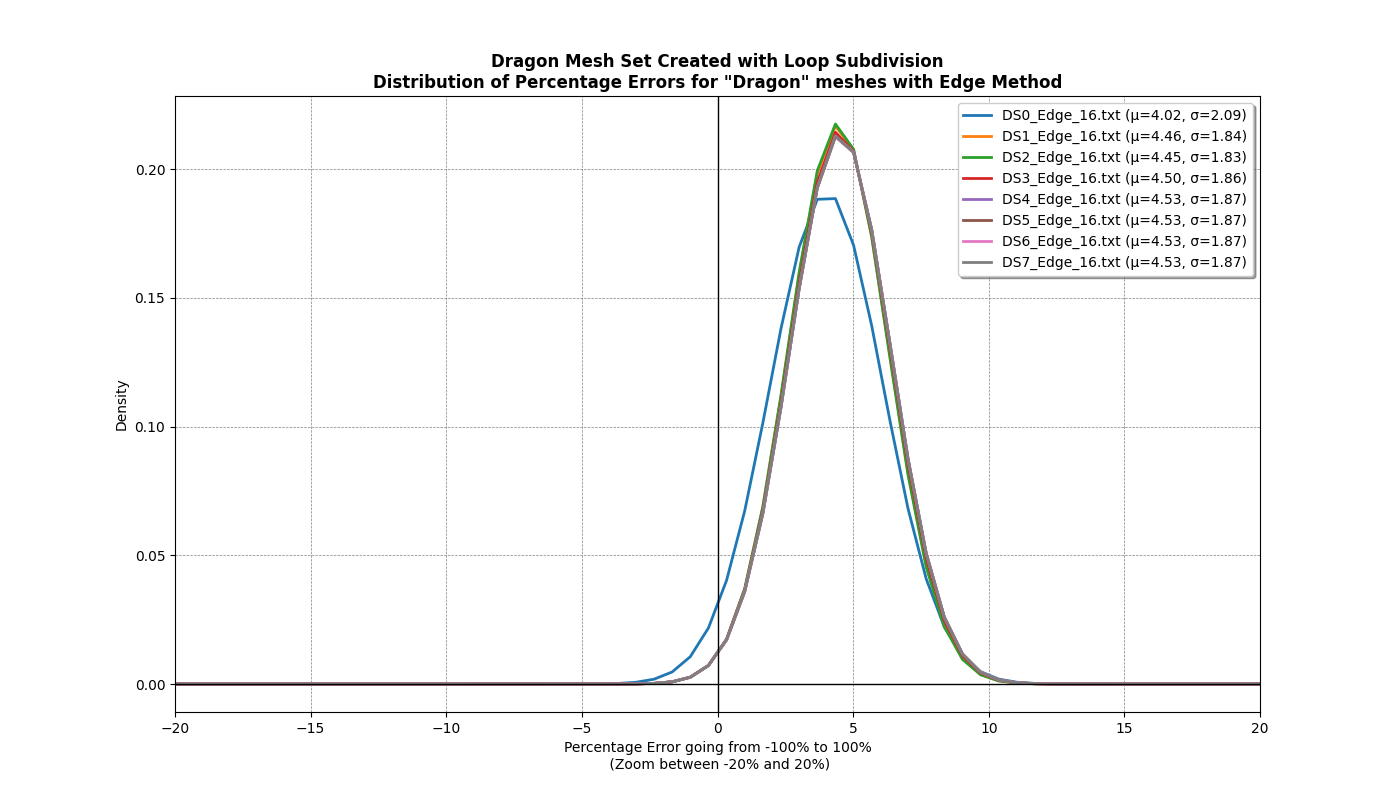 Dragon Mesh Set Created with Loop Subdivision
Distribution of Percentage Errors for "Dragon" meshes with Edge Method
DS0_Edge_16.txt (μ=4.02, σ=2.09)
DS1_Edge_16.txt (μ=4.46, σ=1.84)
DS2_Edge_16.txt (μ=4.45, σ=1.83)
DS3_Edge_16.txt (μ=4.50, σ=1.86)
DS4_Edge_16.txt (μ=4.53, σ=1.87)
DS5_Edge_16.txt (μ=4.53, σ=1.87)
DS6_Edge_16.txt (μ=4.53, σ=1.87)
DS7_Edge_16.txt (μ=4.53, σ=1.87)
Density
0.20
0.15
0.10
0.05
0.00
−20 −15 −10 −5 0 5 10 15 20
Percentage Error going from -100% to 100%
(Zoom between -20% and 20%)